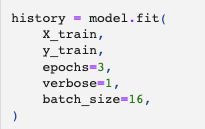 history = model.fit(
    X_train,
    y_train,
    epochs=3,
    verbose=1,
    batch_size=16,
)